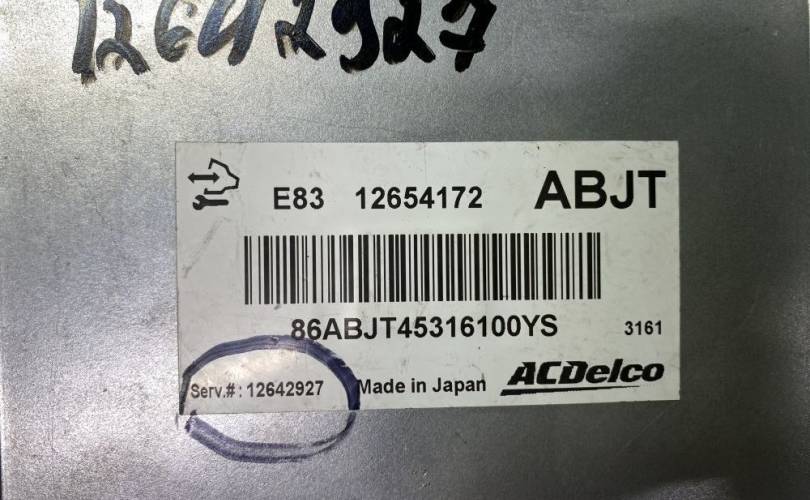 12642927
E83 12654172 ABJT
86ABJT45316100YS 3161
Serv.#: 12642927 Made in Japan ACDelco